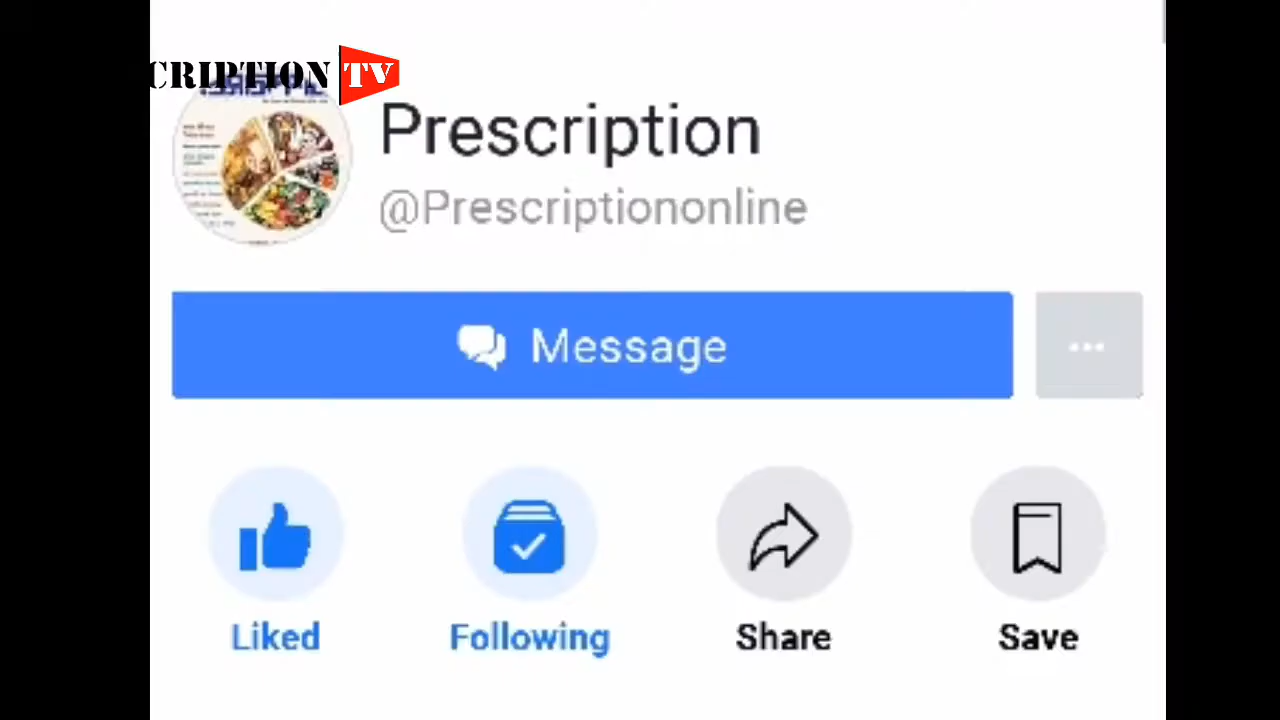 CRIPTION TV
Prescription
@Prescriptiononline
Message
Liked
Following
Share
Save